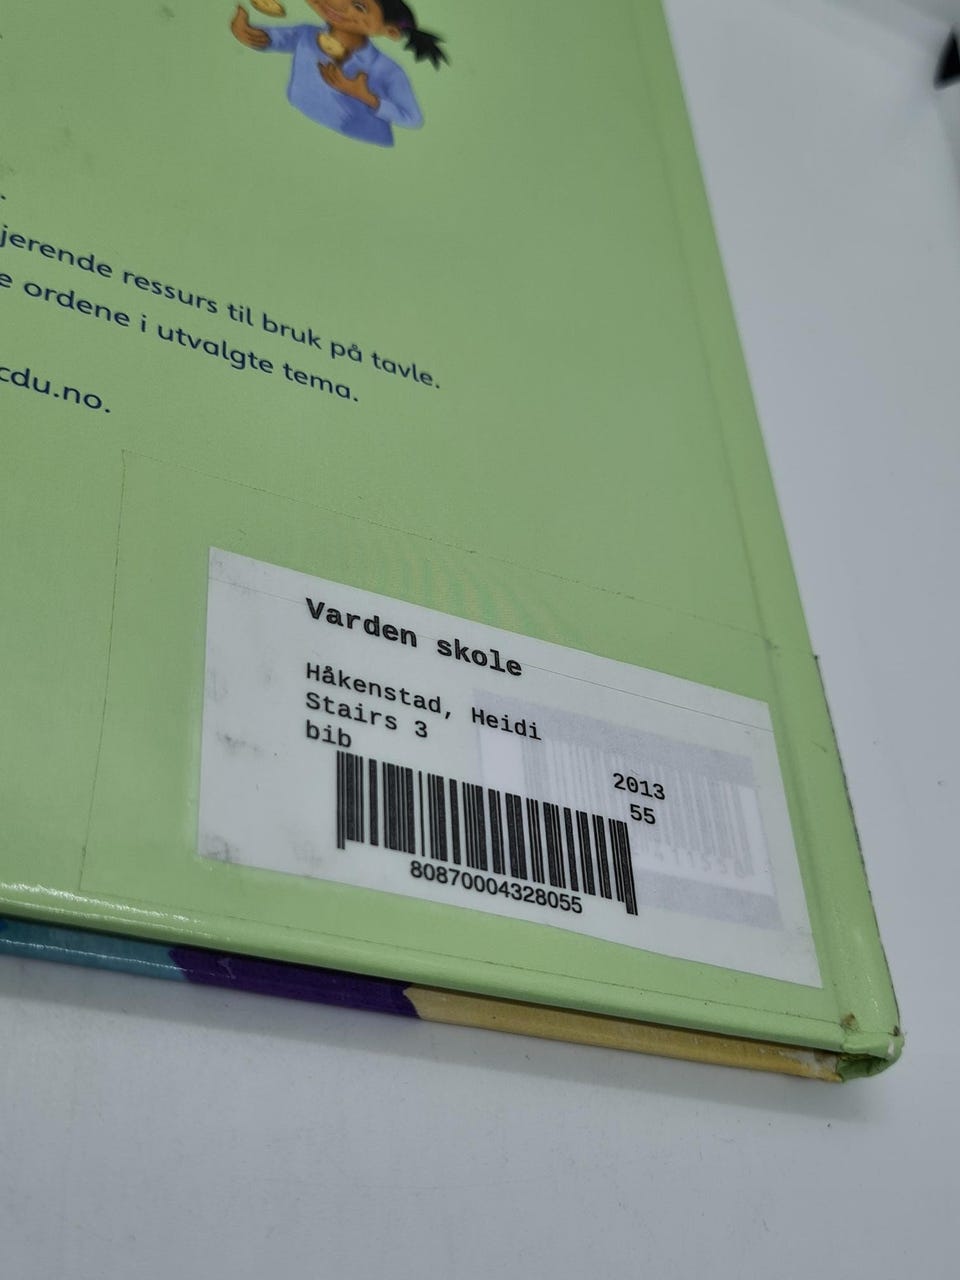 jerende ressurs til bruk på tavle.
e ordene i utvalgte tema.
cdu.no.
Varden skole
Håkenstad, Heidi
Stairs 3
bib
2013
55
80870004328055